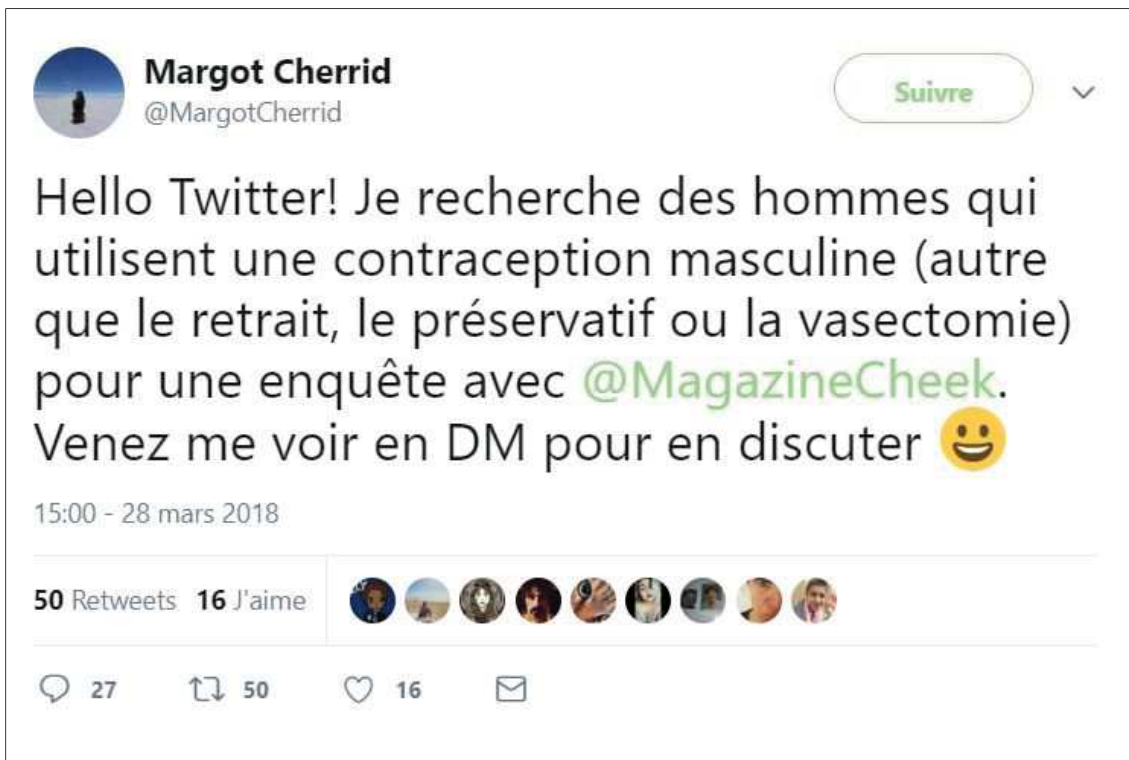 Margot Cherrid
@MargotCherrid
Suivre
Hello Twitter! Je recherche des hommes qui
utilisent une contraception masculine (autre
que le retrait, le préservatif ou la vasectomie)
pour une enquête avec @MagazineCheek.
Venez me voir en DM pour en discuter 😀
15:00 - 28 mars 2018
50 Retweets 16 J'aime
27 50 16